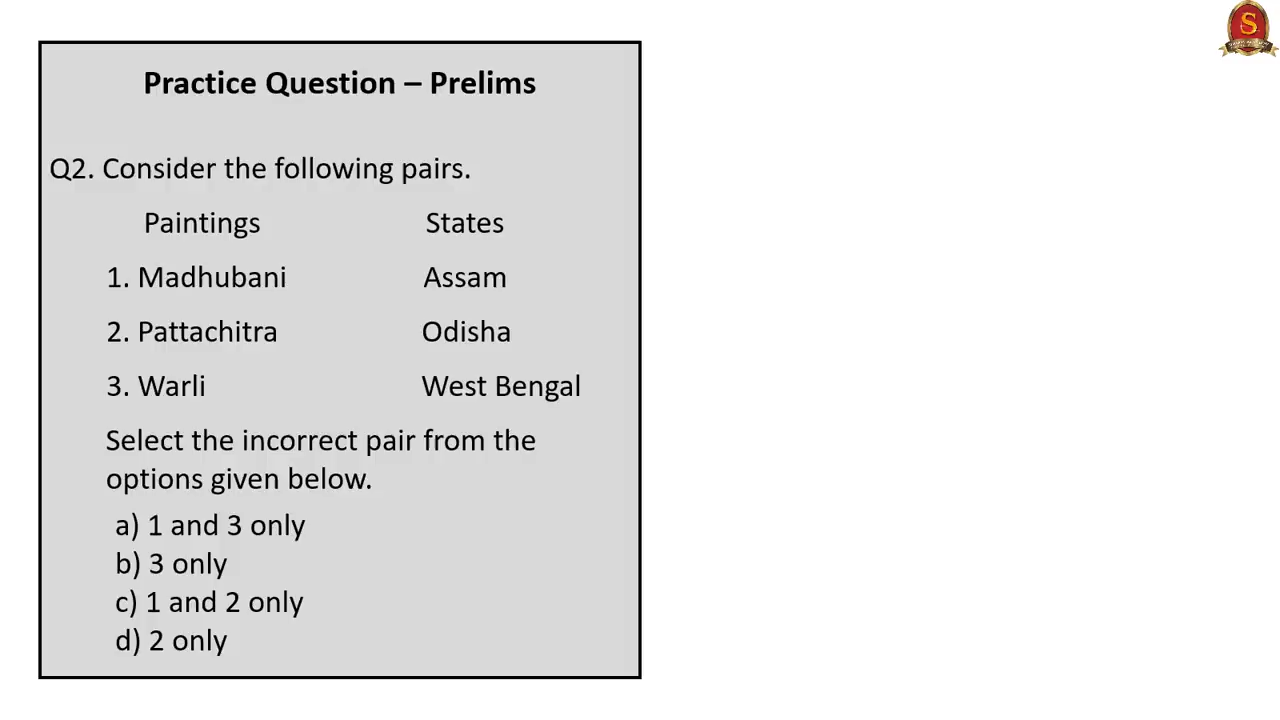 Practice Question – Prelims
Q2. Consider the following pairs.
Paintings States
1. Madhubani Assam
2. Pattachitra Odisha
3. Warli West Bengal
Select the incorrect pair from the
options given below.
a) 1 and 3 only
b) 3 only
c) 1 and 2 only
d) 2 only
S